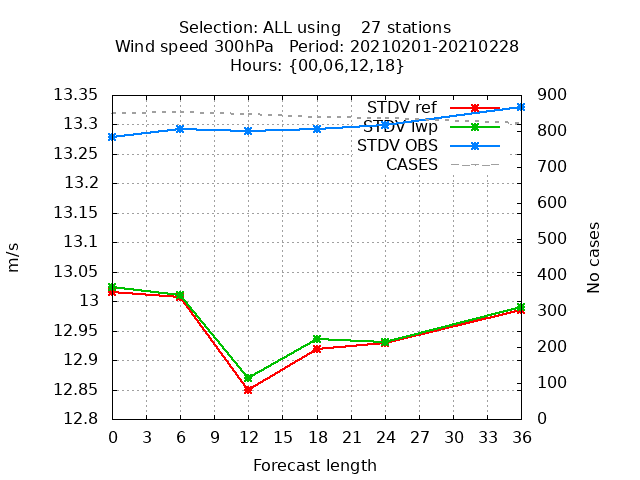 Selection: ALL using    27 stations
Wind speed 300hPa   Period: 20210201-20210228
Hours: {00,06,12,18}
13.35
13.3
13.25
13.2
13.15
13.1
13.05
13
12.95
12.9
12.85
12.8
900
800
700
600
500
400
300
200
100
0
STDV ref
STDV iwp
STDV OBS
CASES
m/s
No cases
0 3 6 9 12 15 18 21 24 27 30 33 36
Forecast length